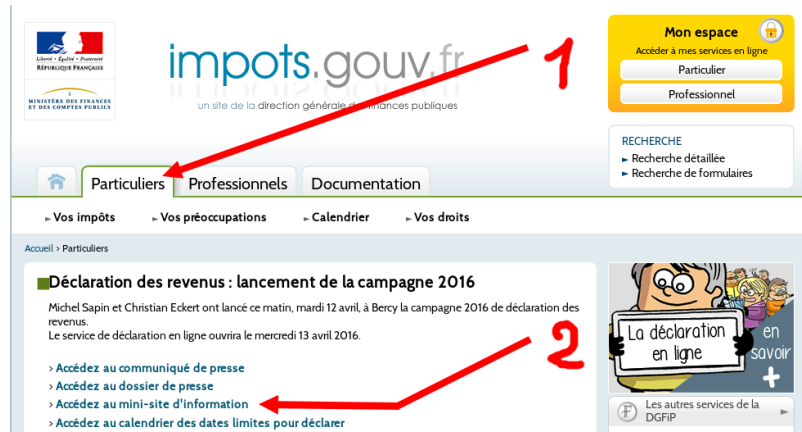 Liberté • Égalité • Fraternité
RÉPUBLIQUE FRANÇAISE
MINISTÈRE DES FINANCES
ET DES COMPTES PUBLICS
impots.gouv.fr
un site de la direction générale des finances publiques
1
Mon espace
Accéder à mes services en ligne
Particulier
Professionnel
RECHERCHE
► Recherche détaillée
► Recherche de formulaires
Particuliers
Professionnels
Documentation
► Vos impôts
► Vos préoccupations
► Calendrier
► Vos droits
Accueil › Particuliers
Déclaration des revenus : lancement de la campagne 2016
Michel Sapin et Christian Eckert ont lancé ce matin, mardi 12 avril, à Bercy la campagne 2016 de déclaration des
revenus.
Le service de déclaration en ligne ouvrira le mercredi 13 avril 2016.
2
› Accédez au communiqué de presse
› Accédez au dossier de presse
› Accédez au mini-site d'information
› Accédez au calendrier des dates limites pour déclarer
La déclaration
en ligne
en
savoir
+
Les autres services de la
DGFiP